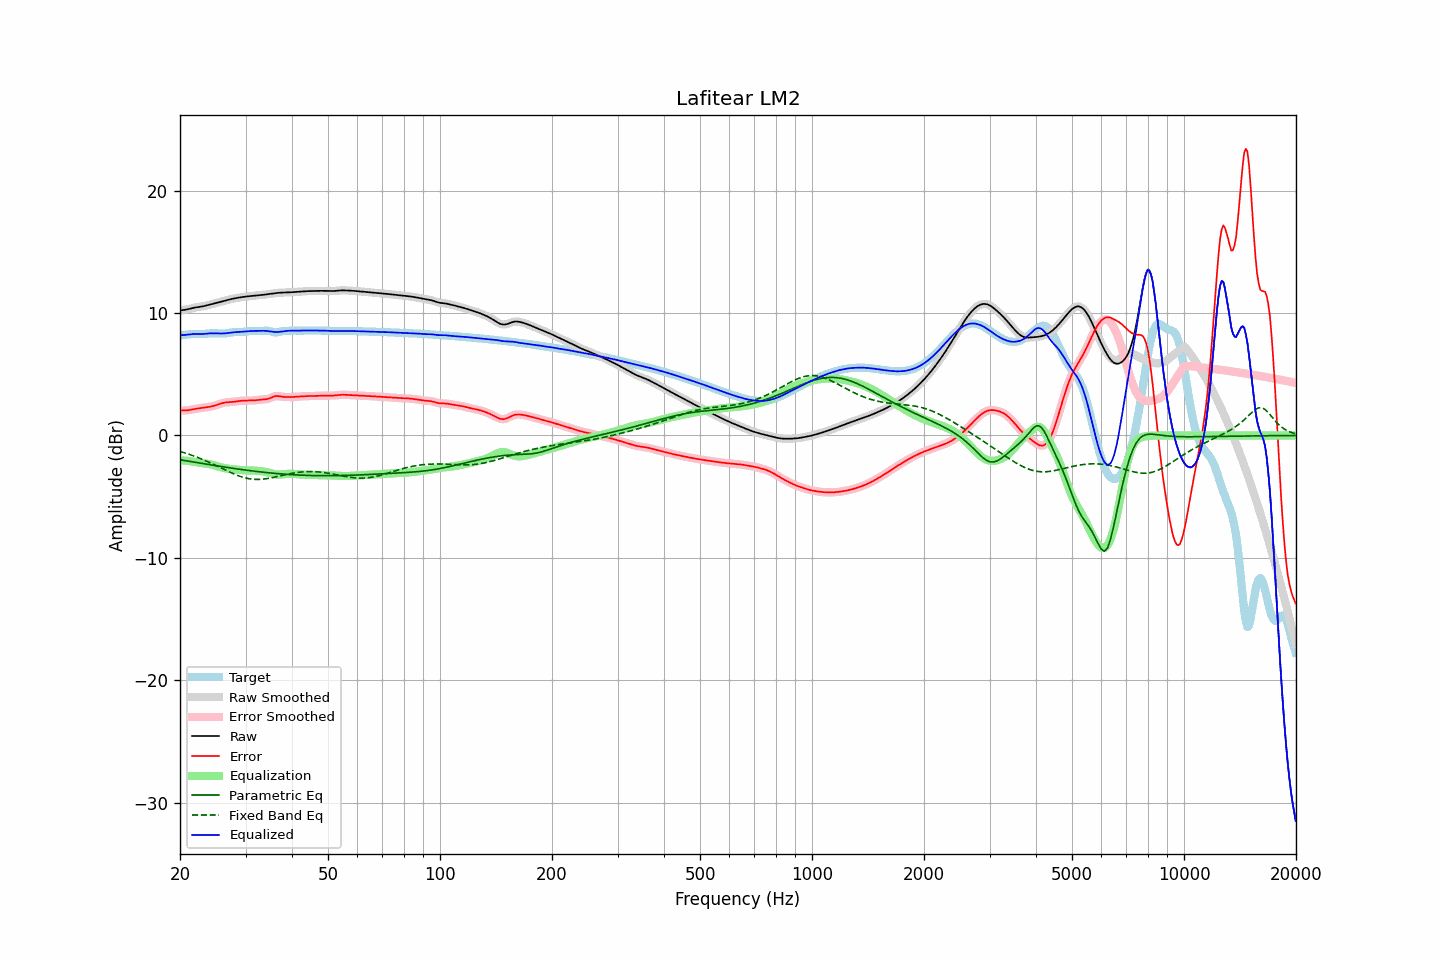 Lafitear LM2
Amplitude (dBr)
20
10
0
−10
−20
−30
Target
Raw Smoothed
Error Smoothed
Raw
Error
Equalization
Parametric Eq
Fixed Band Eq
Equalized
20 50 100 200 500 1000 2000 5000 10000 20000
Frequency (Hz)